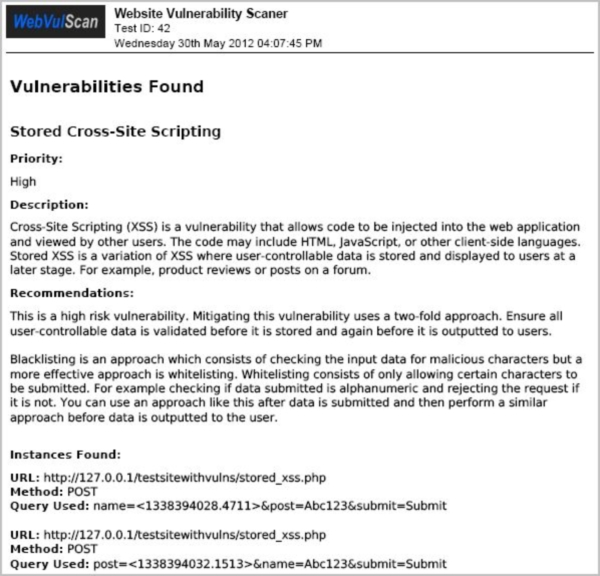 WebVulScan
Website Vulnerability Scaner
Test ID: 42
Wednesday 30th May 2012 04:07:45 PM
Vulnerabilities Found
Stored Cross-Site Scripting
Priority:
High
Description:
Cross-Site Scripting (XSS) is a vulnerability that allows code to be injected into the web application
and viewed by other users. The code may include HTML, JavaScript, or other client-side languages.
Stored XSS is a variation of XSS where user-controllable data is stored and displayed to users at a
later stage. For example, product reviews or posts on a forum.
Recommendations:
This is a high risk vulnerability. Mitigating this vulnerability uses a two-fold approach. Ensure all
user-controllable data is validated before it is stored and again before it is outputted to users.
Blacklisting is an approach which consists of checking the input data for malicious characters but a
more effective approach is whitelisting. Whitelisting consists of only allowing certain characters to
be submitted. For example checking if data submitted is alphanumeric and rejecting the request if
it is not. You can use an approach like this after data is submitted and then perform a similar
approach before data is outputted to the user.
Instances Found:
URL: http://127.0.0.1/testsitewithvulns/stored_xss.php
Method: POST
Query Used: name=<1338394028.4711>&post=Abc123&submit=Submit
URL: http://127.0.0.1/testsitewithvulns/stored_xss.php
Method: POST
Query Used: post=<1338394032.1513>&name=Abc123&submit=Submit